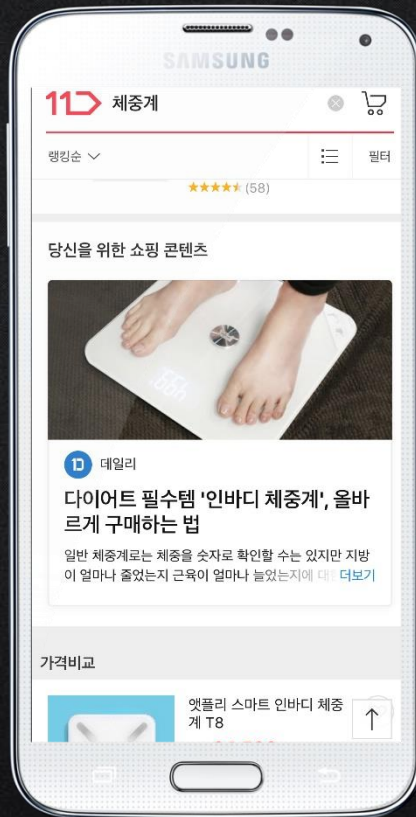 SAMSUNG
11
체중계
랭킹순
필터
(58)
당신을 위한 쇼핑 콘텐츠
데일리
다이어트 필수템 '인바디 체중계', 올바
르게 구매하는 법
일반 체중계로는 체중을 숫자로 확인할 수는 있지만 지방
이 얼마나 줄었는지 근육이 얼마나 늘었는지에 대 더보기
가격비교
앳플리 스마트 인바디 체중
계 T8